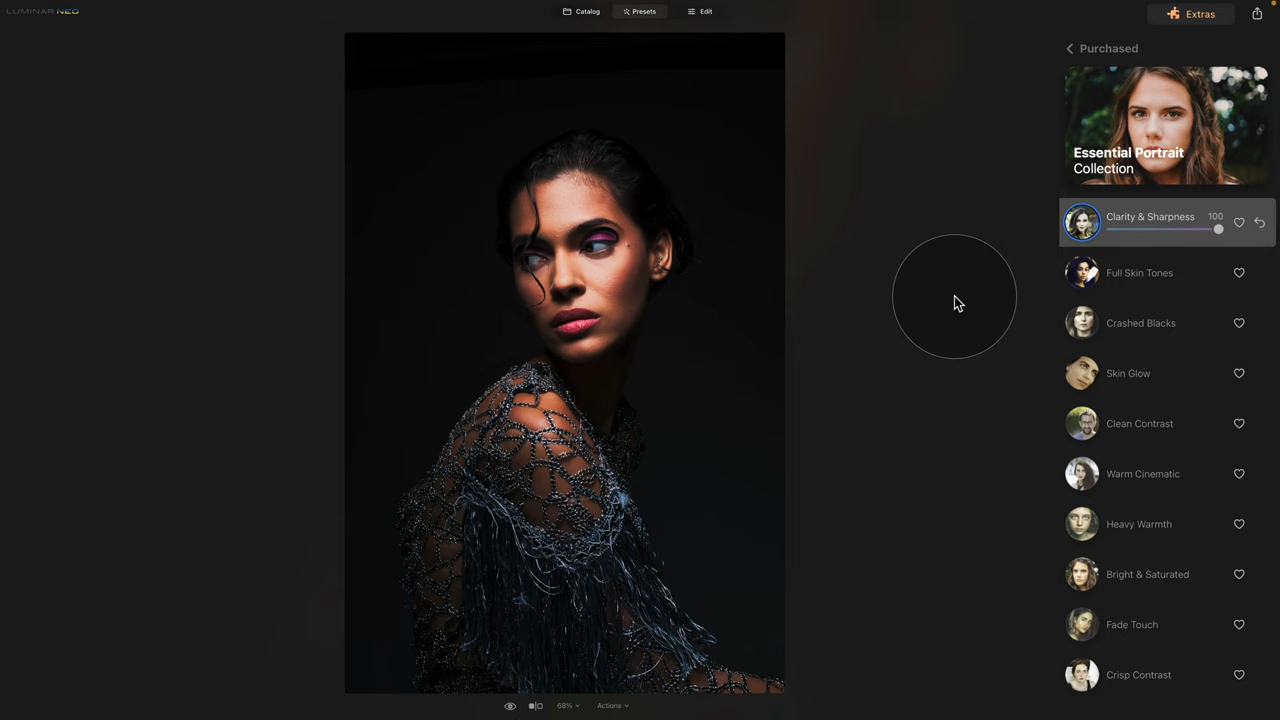 LUMINAR NEO
Catalog
Presets
Edit
Extras
Purchased
Essential Portrait
Collection
Clarity & Sharpness 100
Full Skin Tones
Crashed Blacks
Skin Glow
Clean Contrast
Warm Cinematic
Heavy Warmth
Bright & Saturated
Fade Touch
Crisp Contrast
68%
Actions